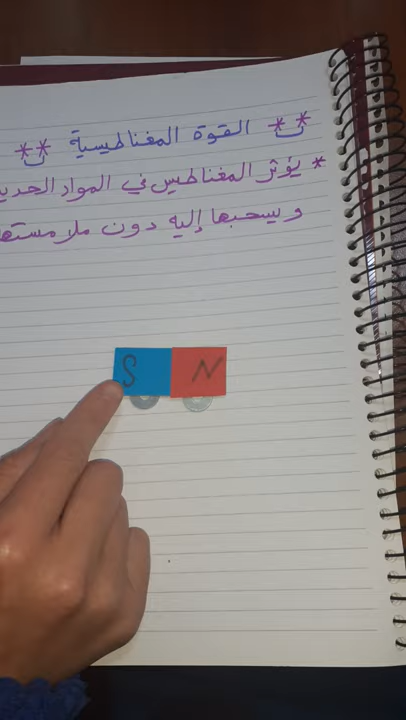 ** القوة المغناطيسية **
* يؤثر المغناطيس في المواد
ويسحبها إليه دون
S N